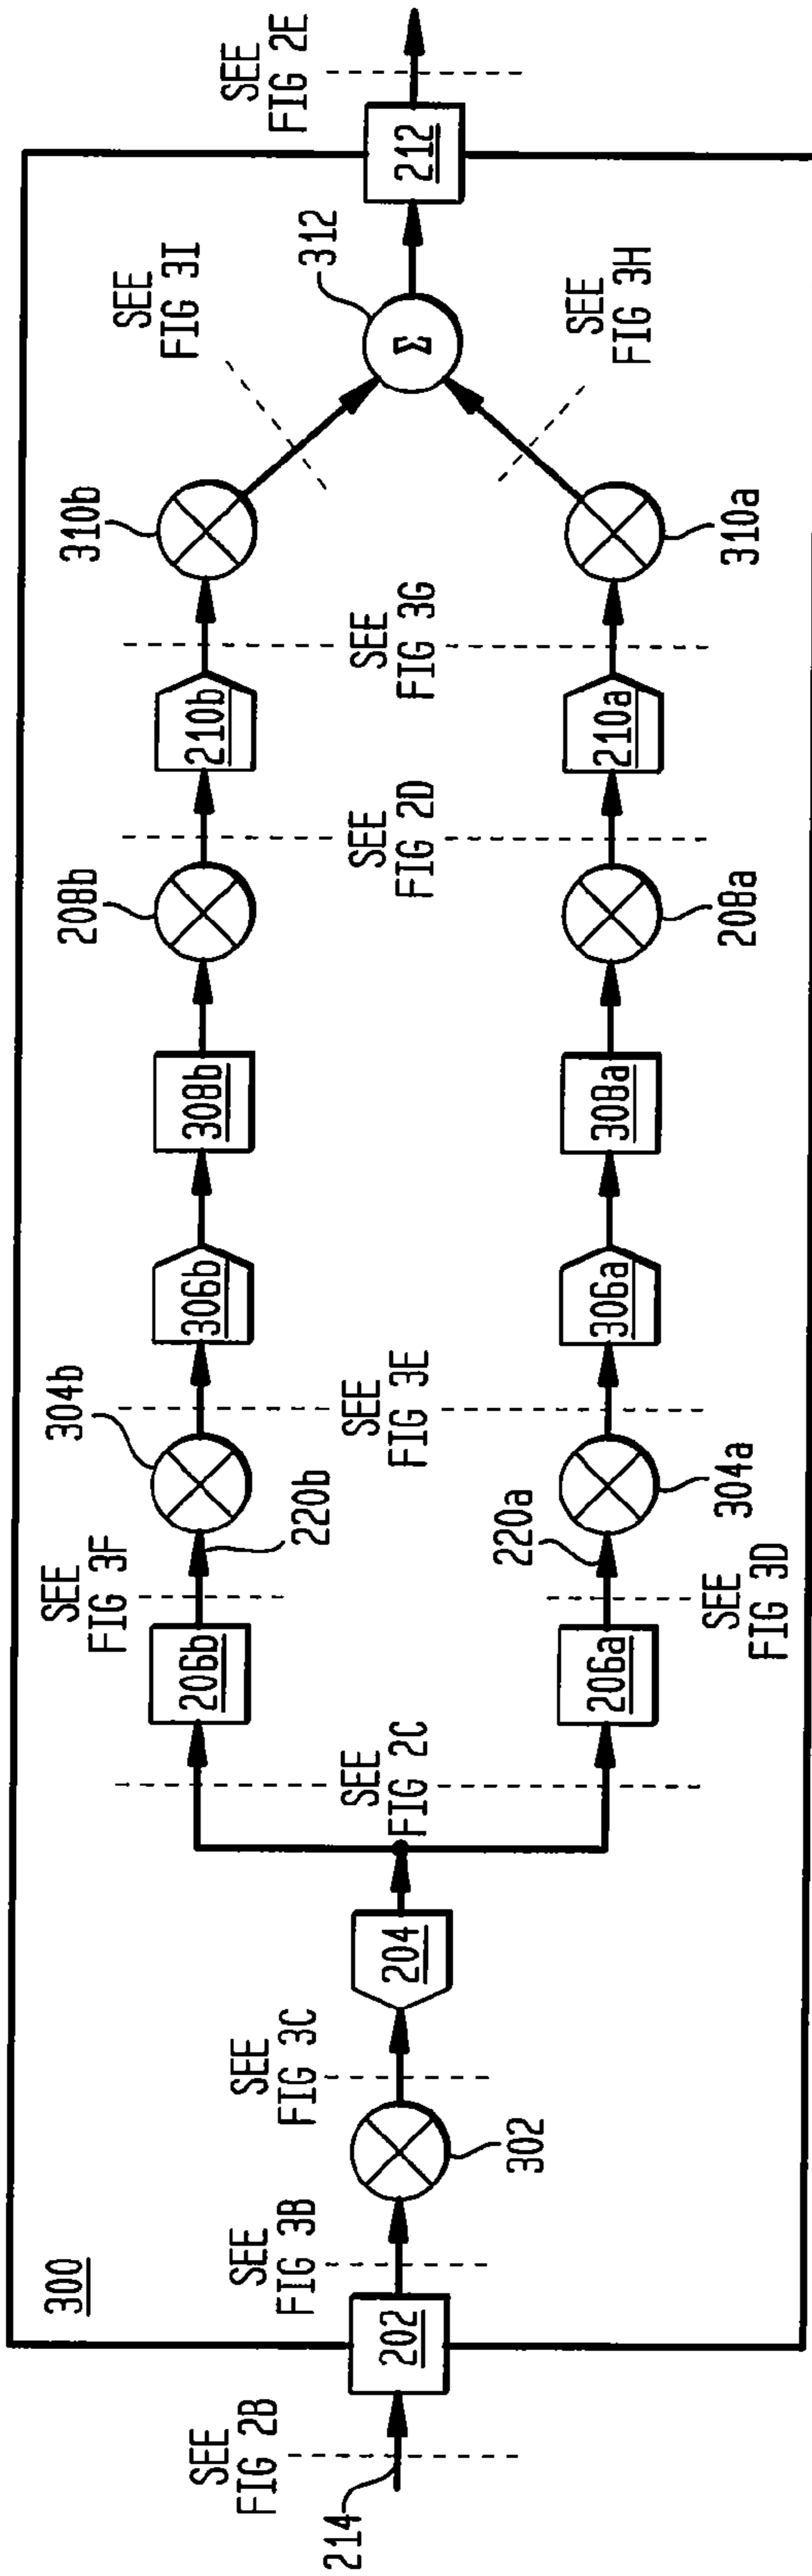 300
214
SEE
FIG 2B
202
SEE
FIG 3B
302
SEE
FIG 3C
204
SEE
FIG 2C
206b
SEE
FIG 3F
220b
304b
206a
SEE
FIG 3D
220a
304a
SEE
FIG 3E
306b
308b
208b
306a
308a
208a
SEE
FIG 2D
210b
210a
SEE
FIG 3G
310b
310a
SEE
FIG 3I
SEE
FIG 3H
Σ
312
212
SEE
FIG 2E